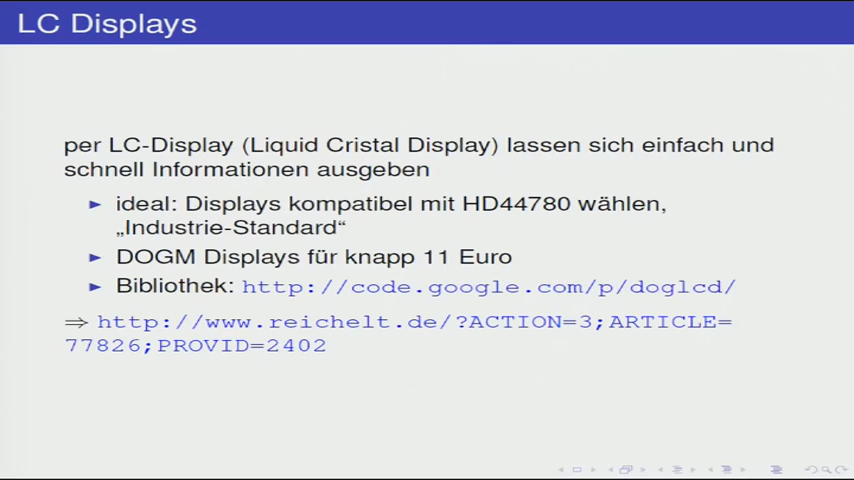 LC Displays
per LC-Display (Liquid Cristal Display) lassen sich einfach und
schnell Informationen ausgeben
ideal: Displays kompatibel mit HD44780 wählen,
„Industrie-Standard“
DOGM Displays für knapp 11 Euro
Bibliothek: http://code.google.com/p/doglcd/
⇒ http://www.reichelt.de/?ACTION=3;ARTICLE=
77826;PROVID=2402